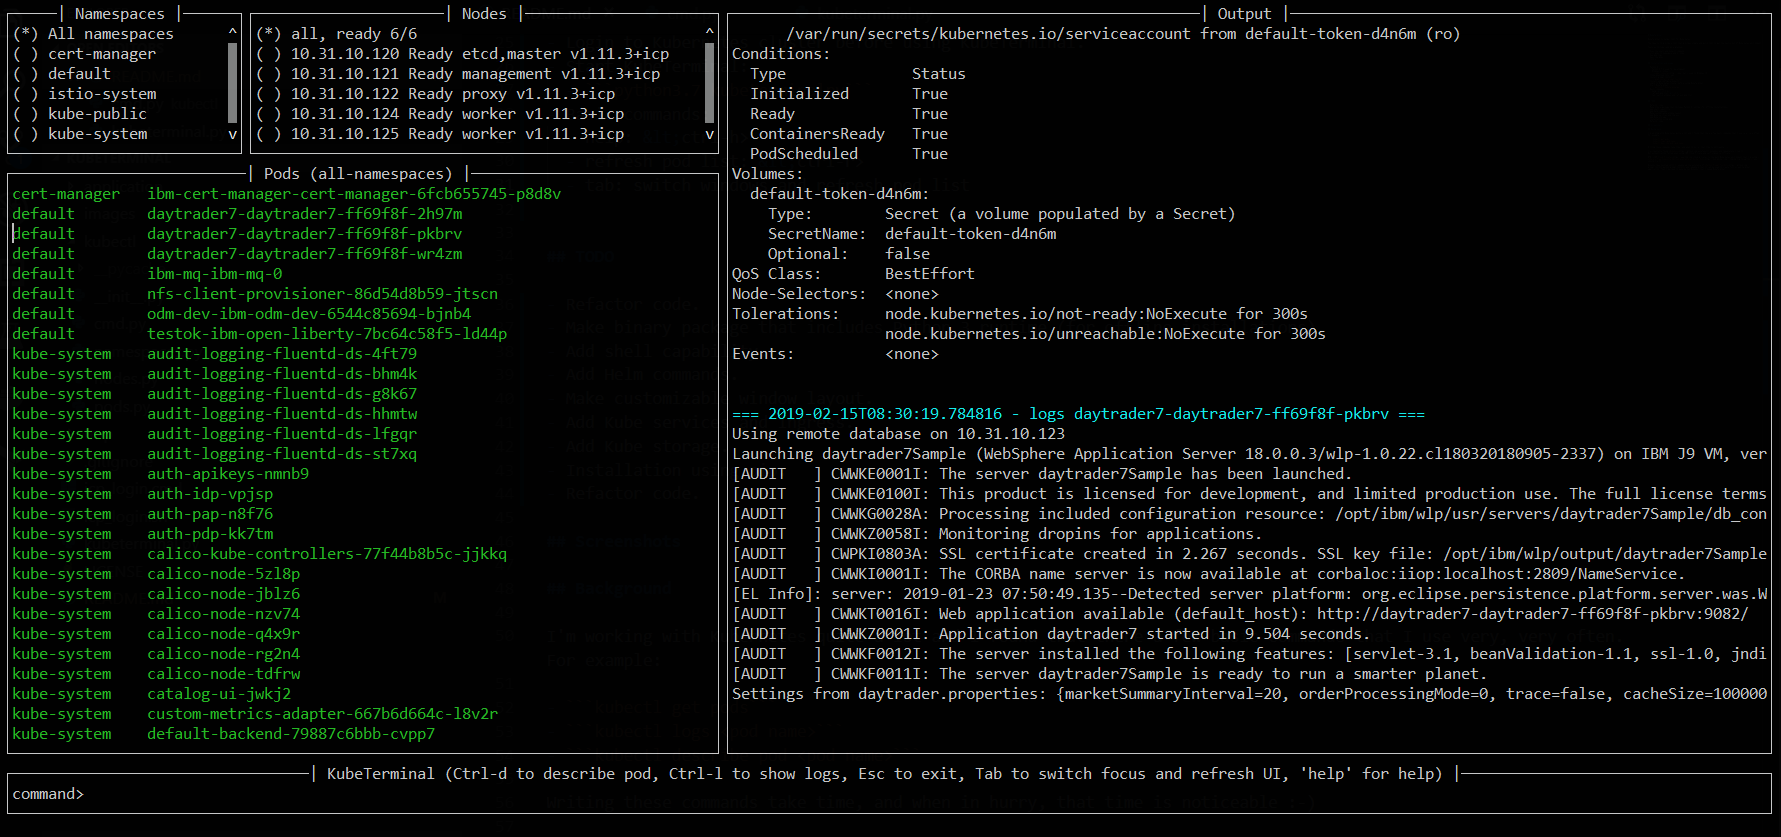 Namespaces
(*) All namespaces ^
( ) cert-manager
( ) default
( ) istio-system
( ) kube-public
( ) kube-system v
Nodes
(*) all, ready 6/6 ^
( ) 10.31.10.120 Ready etcd,master v1.11.3+icp
( ) 10.31.10.121 Ready management v1.11.3+icp
( ) 10.31.10.122 Ready proxy v1.11.3+icp
( ) 10.31.10.124 Ready worker v1.11.3+icp
( ) 10.31.10.125 Ready worker v1.11.3+icp v
Pods (all-namespaces)
cert-manager ibm-cert-manager-cert-manager-6fcb655745-p8d8v
default daytrader7-daytrader7-ff69f8f-2h97m
default daytrader7-daytrader7-ff69f8f-pkbrv
default daytrader7-daytrader7-ff69f8f-wr4zm
default ibm-mq-ibm-mq-0
default nfs-client-provisioner-86d54d8b59-jtscn
default odm-dev-ibm-odm-dev-6544c85694-bjnb4
default testok-ibm-open-liberty-7bc64c58f5-ld44p
kube-system audit-logging-fluentd-ds-4ft79
kube-system audit-logging-fluentd-ds-bhm4k
kube-system audit-logging-fluentd-ds-g8k67
kube-system audit-logging-fluentd-ds-hhmtw
kube-system audit-logging-fluentd-ds-lfgqr
kube-system audit-logging-fluentd-ds-st7xq
kube-system auth-apikeys-nmnb9
kube-system auth-idp-vpjsp
kube-system auth-pap-n8f76
kube-system auth-pdp-kk7tm
kube-system calico-kube-controllers-77f44b8b5c-jjkkq
kube-system calico-node-5zl8p
kube-system calico-node-jblz6
kube-system calico-node-nzv74
kube-system calico-node-q4x9r
kube-system calico-node-rg2n4
kube-system calico-node-tdfrw
kube-system catalog-ui-jwkj2
kube-system custom-metrics-adapter-667b6d664c-l8v2r
kube-system default-backend-79887c6bbb-cvpp7
Output
/var/run/secrets/kubernetes.io/serviceaccount from default-token-d4n6m (ro)
Conditions:
Type Status
Initialized True
Ready True
ContainersReady True
PodScheduled True
Volumes:
default-token-d4n6m:
Type: Secret (a volume populated by a Secret)
SecretName: default-token-d4n6m
Optional: false
QoS Class: BestEffort
Node-Selectors: <none>
Tolerations: node.kubernetes.io/not-ready:NoExecute for 300s
node.kubernetes.io/unreachable:NoExecute for 300s
Events: <none>
=== 2019-02-15T08:30:19.784816 - logs daytrader7-daytrader7-ff69f8f-pkbrv ===
Using remote database on 10.31.10.123
Launching daytrader7Sample (WebSphere Application Server 18.0.0.3/wlp-1.0.22.cl180320180905-2337) on IBM J9 VM, ver
[AUDIT ] CWWKE0001I: The server daytrader7Sample has been launched.
[AUDIT ] CWWKE0100I: This product is licensed for development, and limited production use. The full license terms
[AUDIT ] CWWKG0028A: Processing included configuration resource: /opt/ibm/wlp/usr/servers/daytrader7Sample/db_con
[AUDIT ] CWWKZ0058I: Monitoring dropins for applications.
[AUDIT ] CWPKI0803A: SSL certificate created in 2.267 seconds. SSL key file: /opt/ibm/wlp/output/daytrader7Sample
[AUDIT ] CWWKI0001I: The CORBA name server is now available at corbaloc:iiop:localhost:2809/NameService.
[EL Info]: server: 2019-01-23 07:50:49.135--Detected server platform: org.eclipse.persistence.platform.server.was.W
[AUDIT ] CWWKT0016I: Web application available (default_host): http://daytrader7-daytrader7-ff69f8f-pkbrv:9082/
[AUDIT ] CWWKZ0001I: Application daytrader7 started in 9.504 seconds.
[AUDIT ] CWWKF0012I: The server installed the following features: [servlet-3.1, beanValidation-1.1, ssl-1.0, jndi
[AUDIT ] CWWKF0011I: The server daytrader7Sample is ready to run a smarter planet.
Settings from daytrader.properties: {marketSummaryInterval=20, orderProcessingMode=0, trace=false, cacheSize=100000
KubeTerminal (Ctrl-d to describe pod, Ctrl-l to show logs, Esc to exit, Tab to switch focus and refresh UI, 'help' for help)
command>